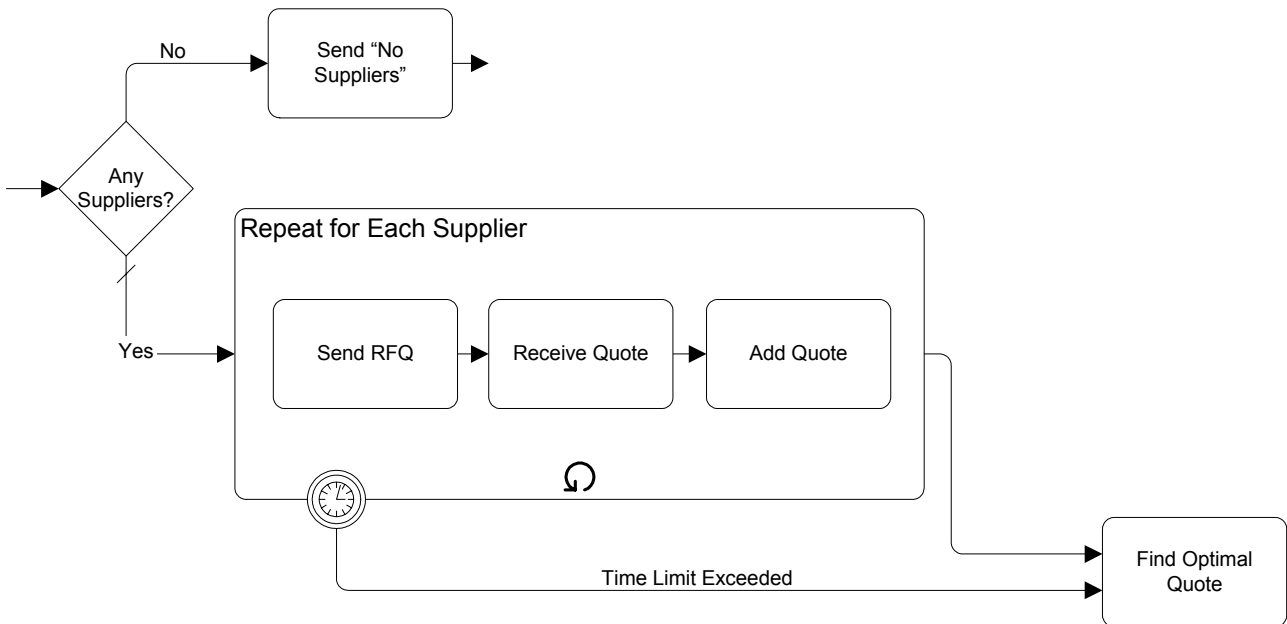 No
Send “No
Suppliers”
Any
Suppliers?
Repeat for Each Supplier
Send RFQ
Receive Quote
Add Quote
Yes
Time Limit Exceeded
Find Optimal
Quote